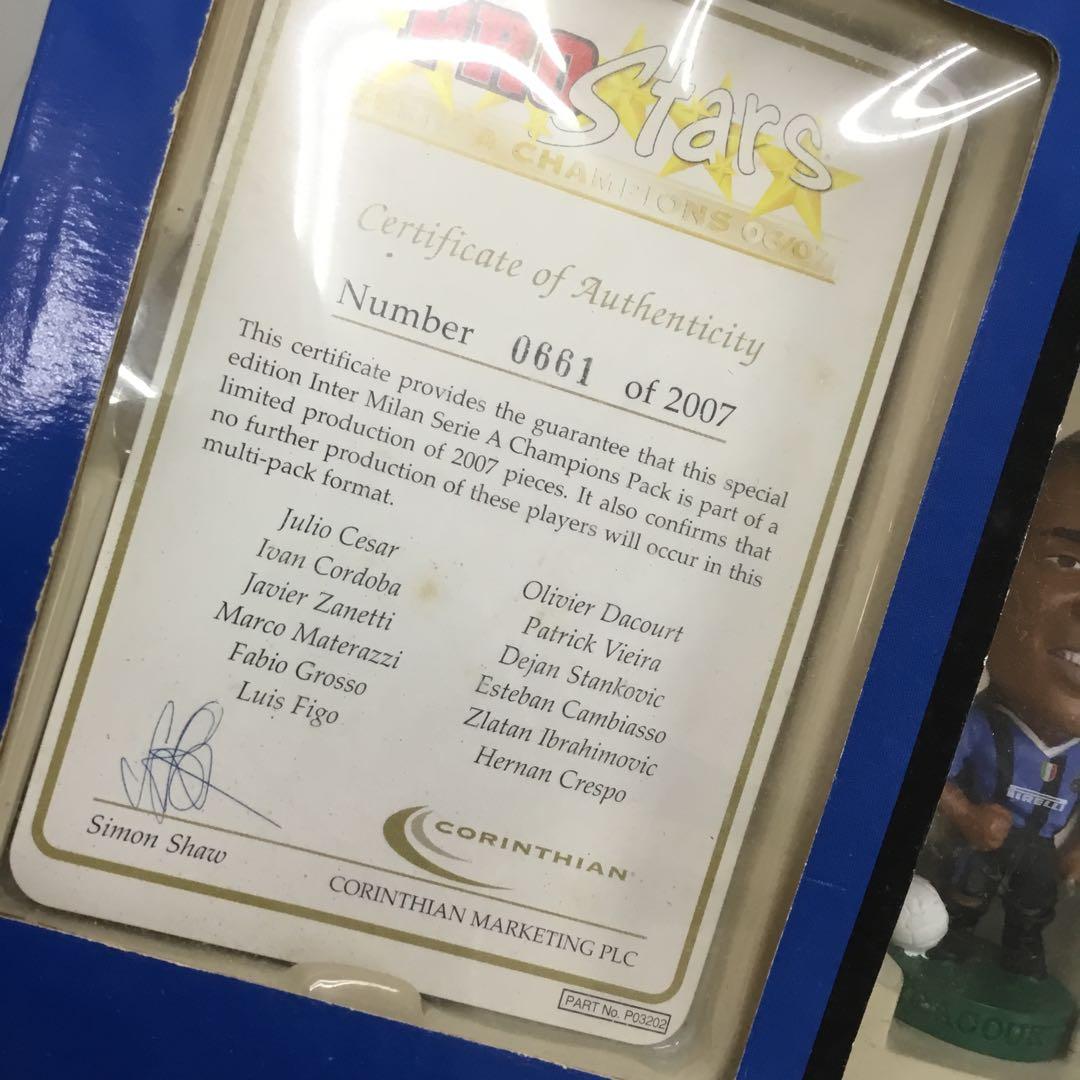 PRO Stars
A CHAMPIONS 06/07
Certificate of Authenticity
Number 0661 of 2007
This certificate provides the guarantee that this special
edition Inter Milan Serie A Champions Pack is part of a
limited production of 2007 pieces. It also confirms that
no further production of these players will occur in this
multi-pack format.
Julio Cesar
Ivan Cordoba
Javier Zanetti
Marco Materazzi
Fabio Grosso
Luis Figo
Olivier Dacourt
Patrick Vieira
Dejan Stankovic
Esteban Cambiasso
Zlatan Ibrahimovic
Hernan Crespo
Simon Shaw
CORINTHIAN
CORINTHIAN MARKETING PLC
PART No. P03202
PIRELLI
DACOUR